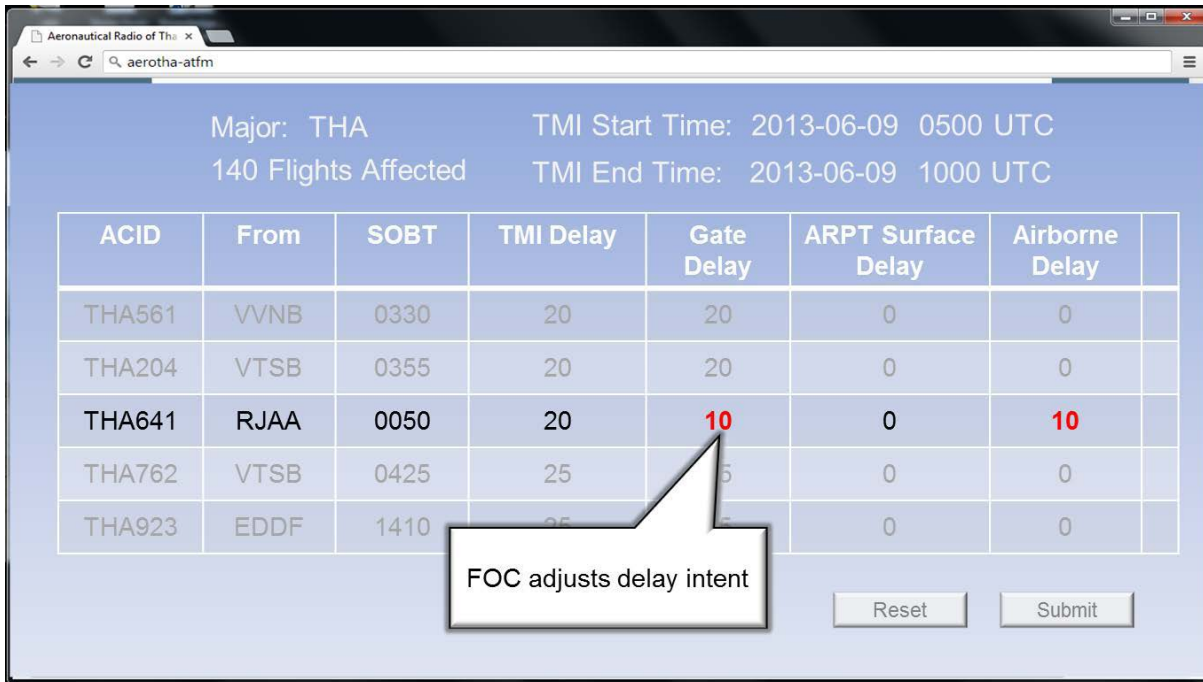 Aeronautical Radio of Tha
aerotha-atfm
Major: THA TMI Start Time: 2013-06-09 0500 UTC
140 Flights Affected TMI End Time: 2013-06-09 1000 UTC
ACID From SOBT TMI Delay Gate Delay ARPT Surface Delay Airborne Delay
THA561 VVNB 0330 20 20 0 0
THA204 VTSB 0355 20 20 0 0
THA641 RJAA 0050 20 10 0 10
THA762 VTSB 0425 25 0 0
THA923 EDDF 1410 0 0
FOC adjusts delay intent
Reset Submit